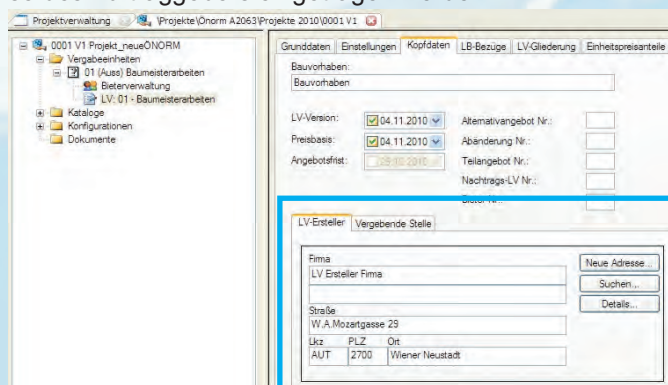 Projektverwaltung \Projekte\Önorm A2063\Projekte 2010\0001 V1
0001 V1 Projekt_neueÖNORM
Vergabeeinheiten
01 (Auss) Baumeisterarbeiten
Bieterverwaltung
LV: 01 - Baumeisterarbeiten
Kataloge
Konfigurationen
Dokumente
Grunddaten Einstellungen Kopfdaten LB-Bezüge LV-Gliederung Einheitspreisanteile
Bauvorhaben:
Bauvorhaben
LV-Version: 04.11.2010 Alternativangebot Nr.:
Preisbasis: 04.11.2010 Abänderung Nr.:
Angebotsfrist: Teilangebot Nr.:
Nachtrags-LV Nr.:
LV-Ersteller Vergebende Stelle
Firma
LV Ersteller Firma
Straße
W.A.Mozartgasse 29
Lkz PLZ Ort
AUT 2700 Wiener Neustadt
Neue Adresse...
Suchen...
Details...